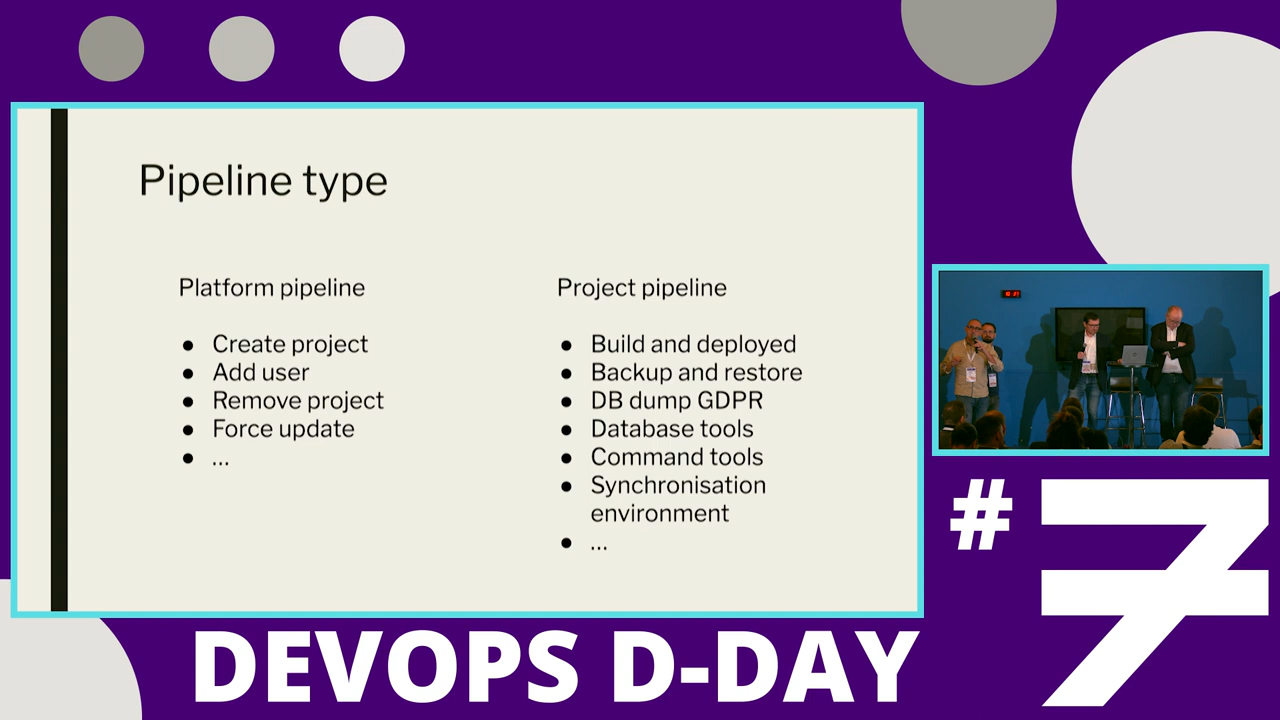 Pipeline type
Platform pipeline
● Create project
● Add user
● Remove project
● Force update
● ...
Project pipeline
● Build and deployed
● Backup and restore
● DB dump GDPR
● Database tools
● Command tools
● Synchronisation
environment
● ...
#7
DEVOPS D-DAY